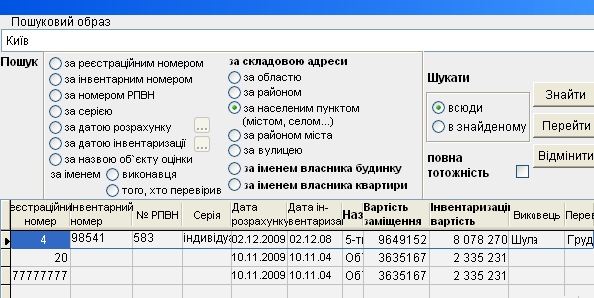 Пошуковий образ
Київ
Пошук
за реєстраційним номером
за інвентарним номером
за номером РПВН
за серією
за датою розрахунку ...
за датою інвентаризації ...
за назвою об`єкту оцінки
за іменем виконавця
того, хто перевірив
за складовою адреси
за областю
за районом
за населеним пунктом
(містом, селом...)
за районом міста
за вулицею
за іменем власника будинку
за іменем власника квартири
Шукати
всюди
в знайденому
повна
тотожність
Знайти
Перейти
Відмінити
еєстраційни інвентарний № РПВН Серія Дата Дата ін- Наз Вартість Інвентаризаці Виковець Перев
номер номер розрахунку вентариза заміщення вартість
4 98541 583 індивідуа 02.12.2009 02.12.08 5-т 9649152 8 078 270 Шула Груд
20 10.11.2009 10.11.04 Об' 3635167 2 335 231
77777777 10.11.2009 10.11.04 Об' 3635167 2 335 231